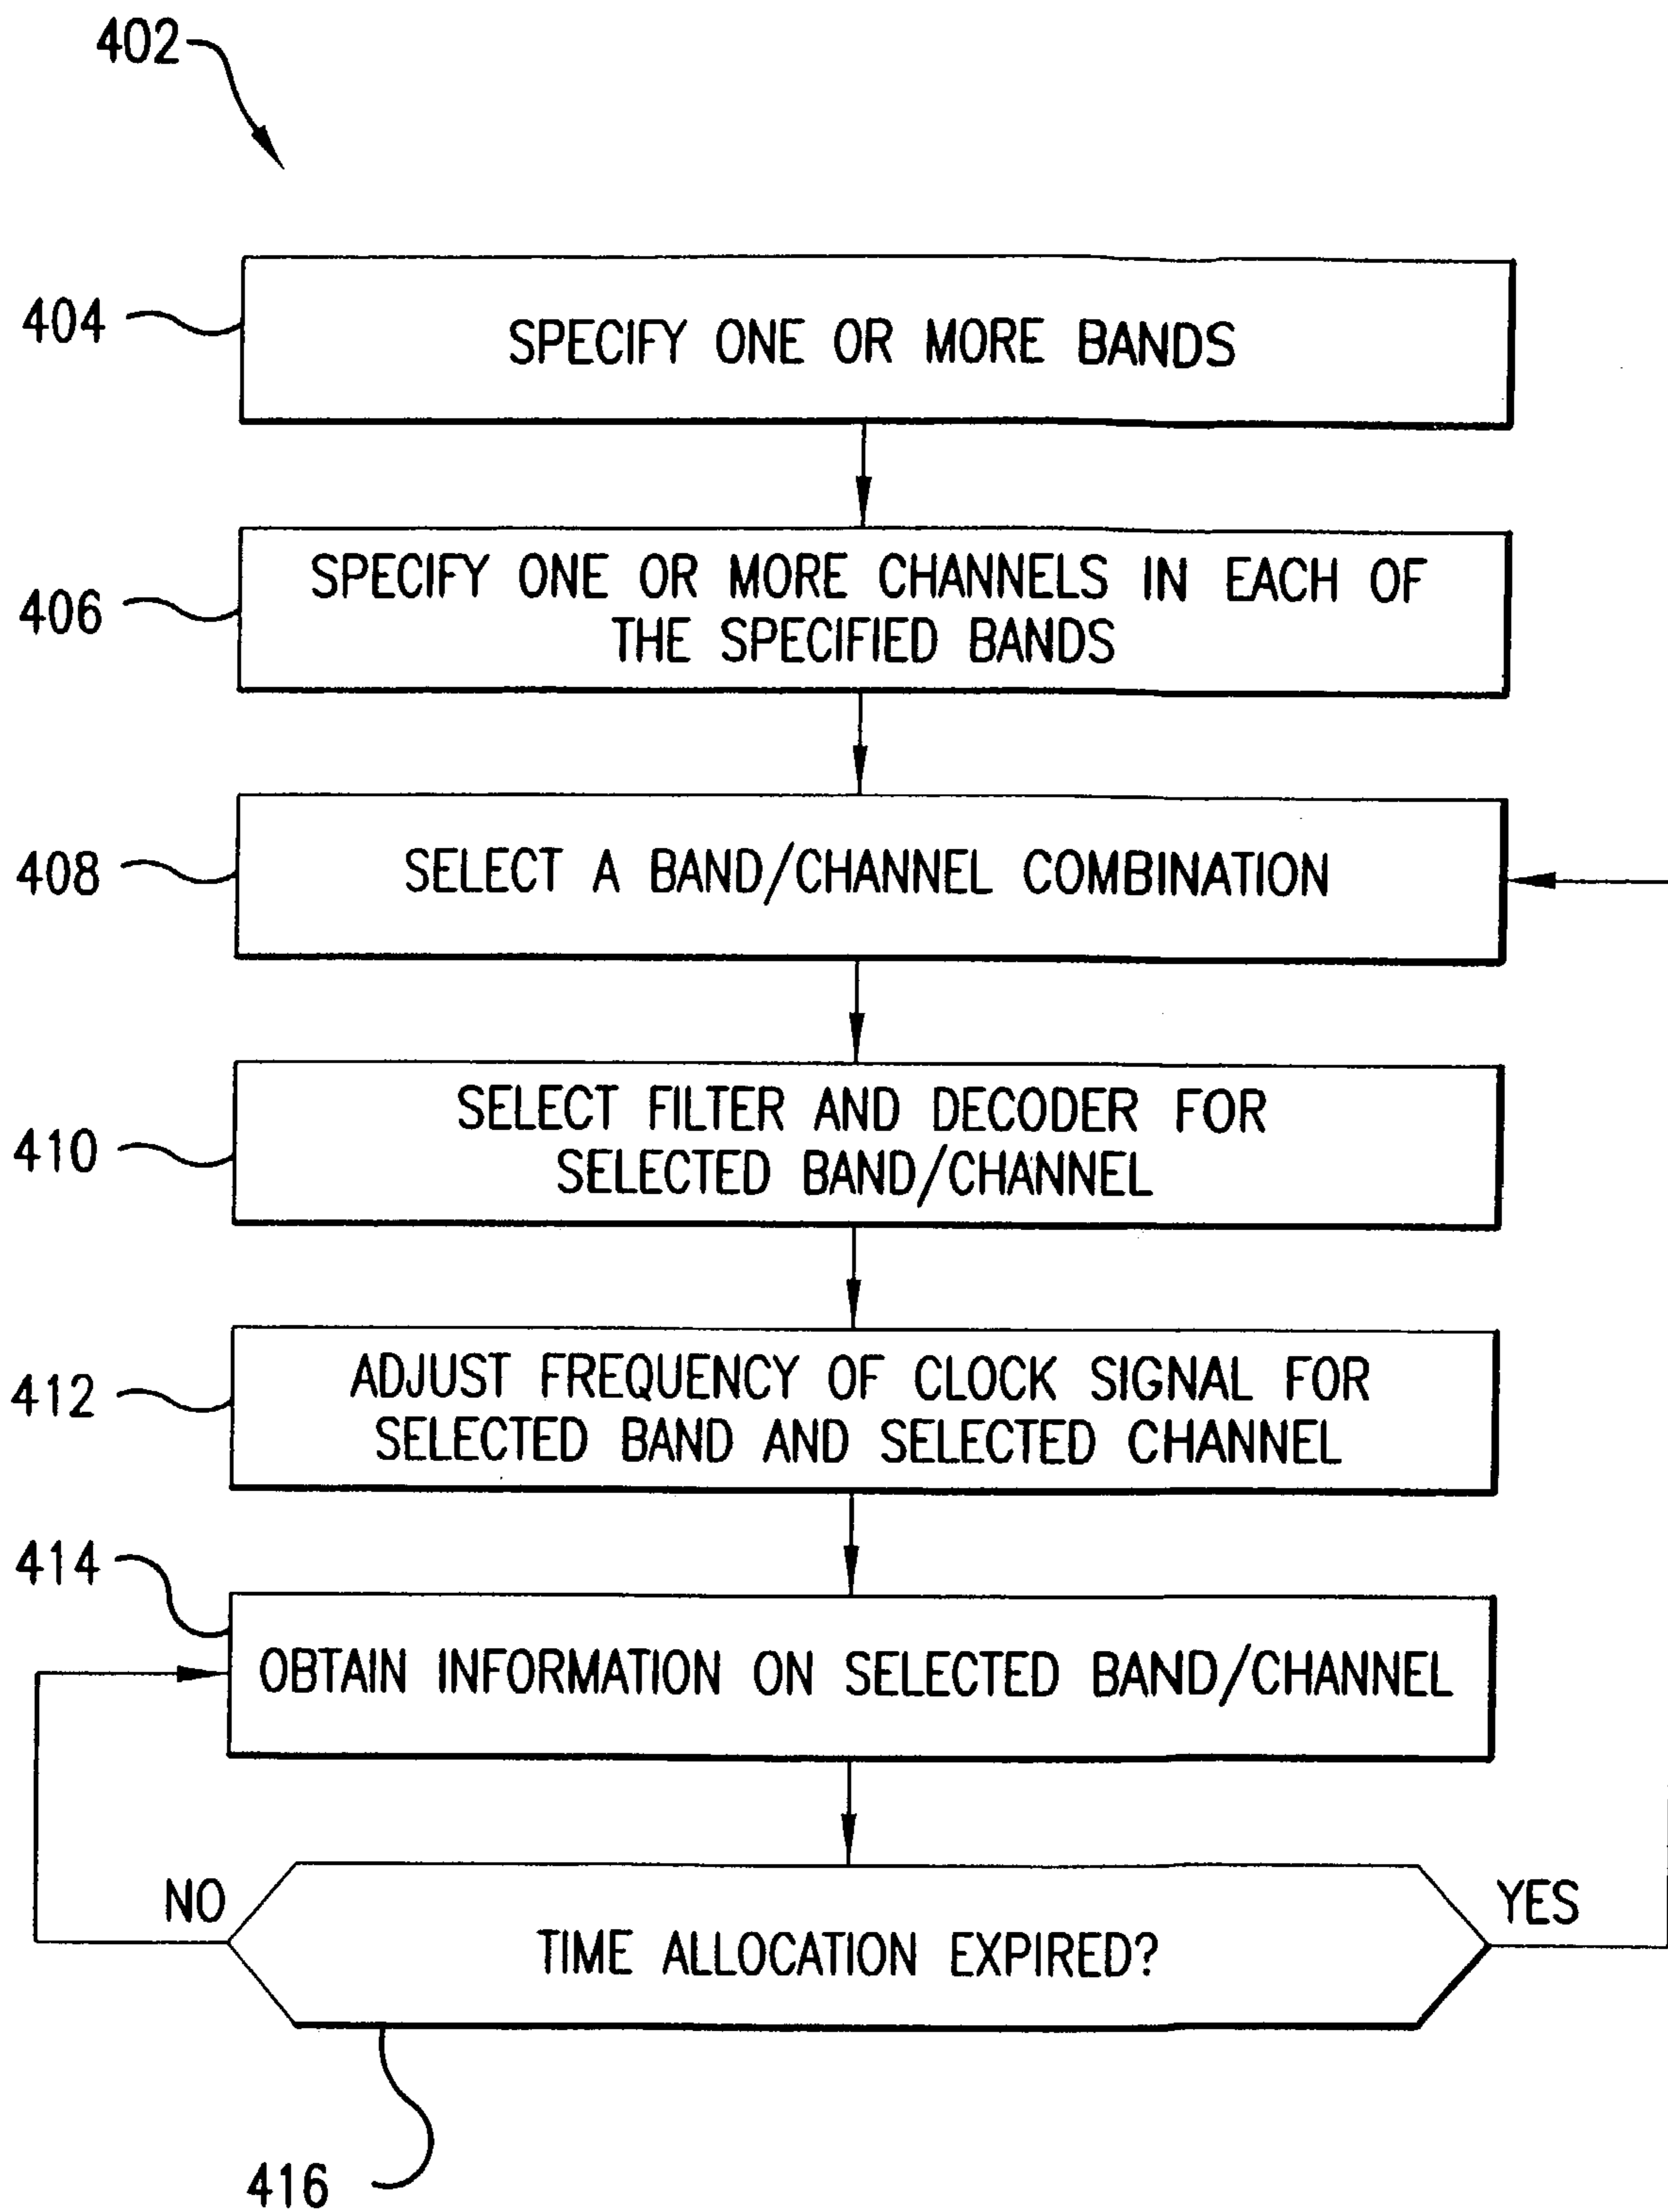 402
404
SPECIFY ONE OR MORE BANDS
406
SPECIFY ONE OR MORE CHANNELS IN EACH OF
THE SPECIFIED BANDS
408
SELECT A BAND/CHANNEL COMBINATION
410
SELECT FILTER AND DECODER FOR
SELECTED BAND/CHANNEL
412
ADJUST FREQUENCY OF CLOCK SIGNAL FOR
SELECTED BAND AND SELECTED CHANNEL
414
OBTAIN INFORMATION ON SELECTED BAND/CHANNEL
NO
YES
TIME ALLOCATION EXPIRED?
416